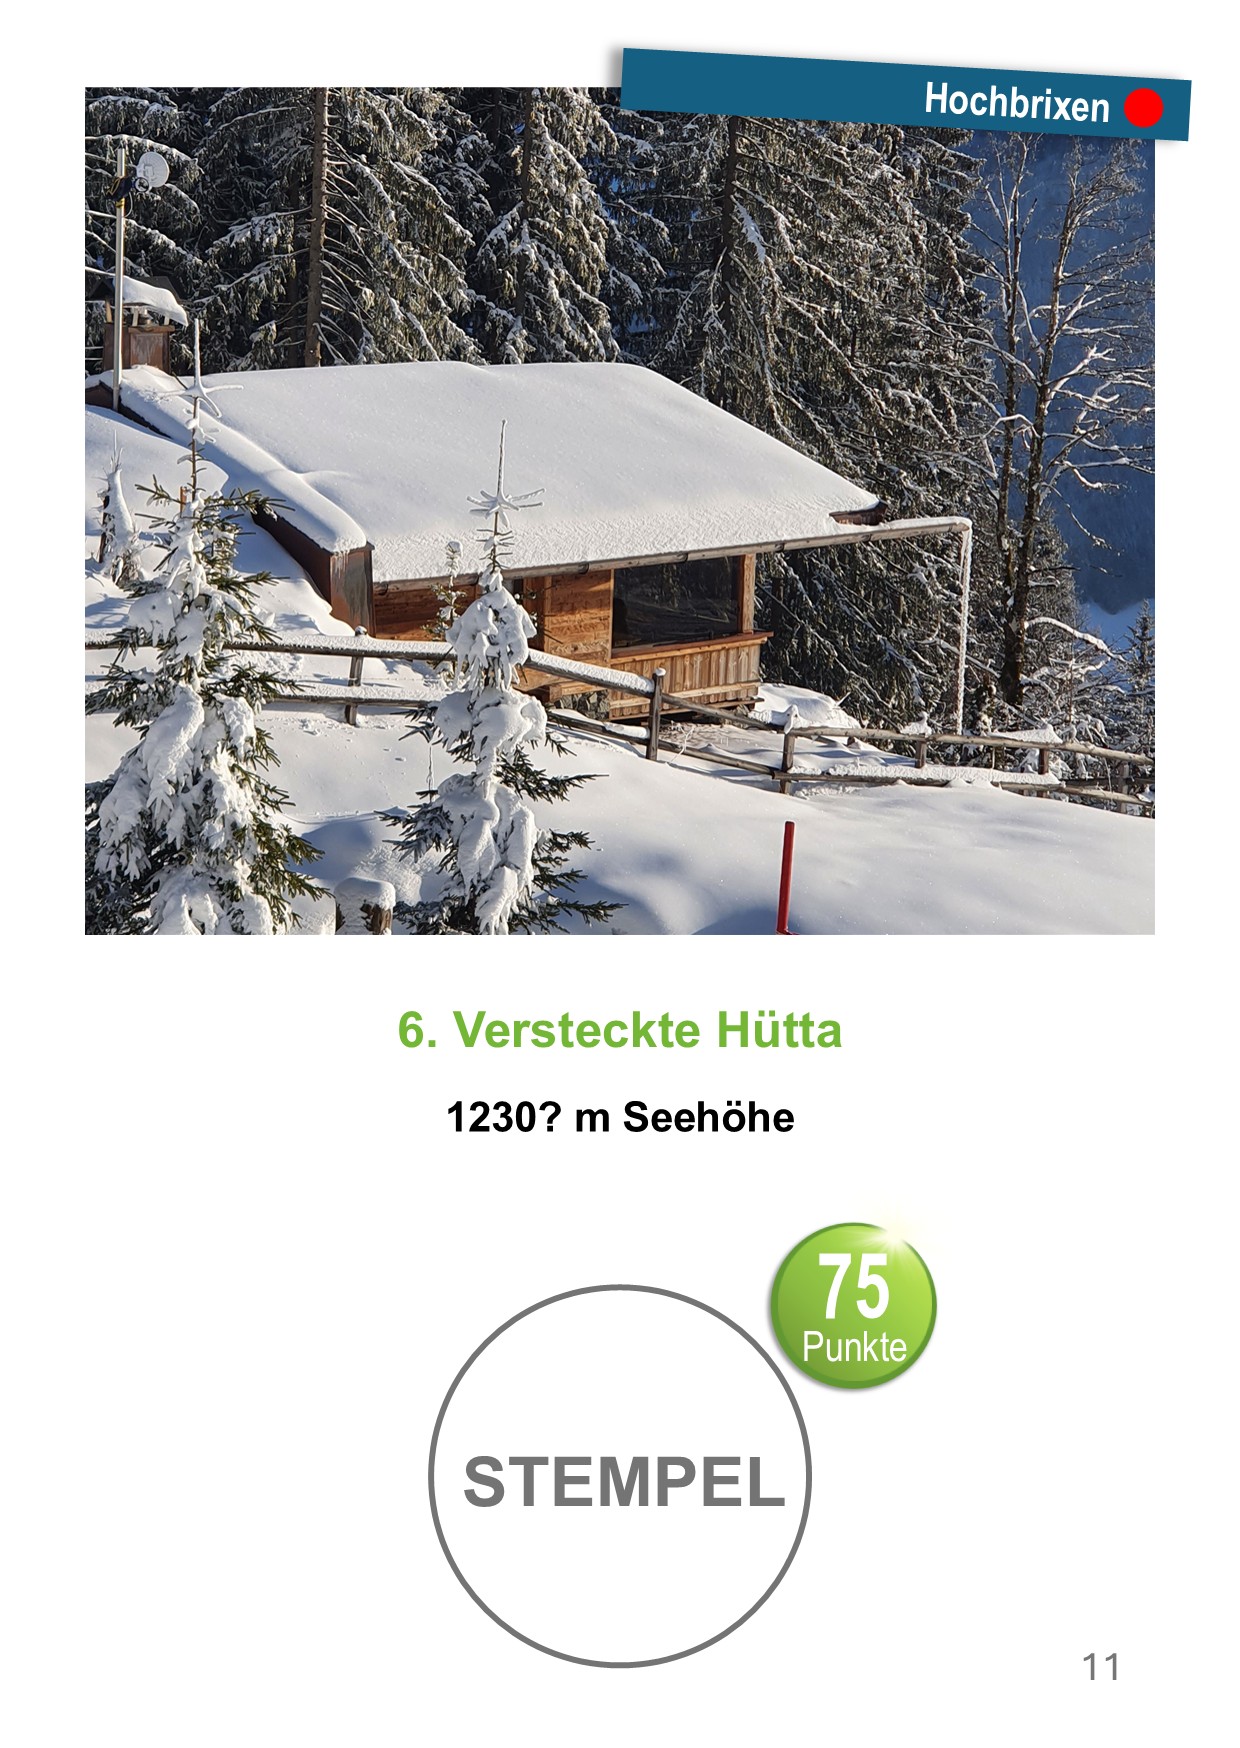 Hochbrixen
6. Versteckte Hütta
1230? m Seehöhe
75
Punkte
STEMPEL
11